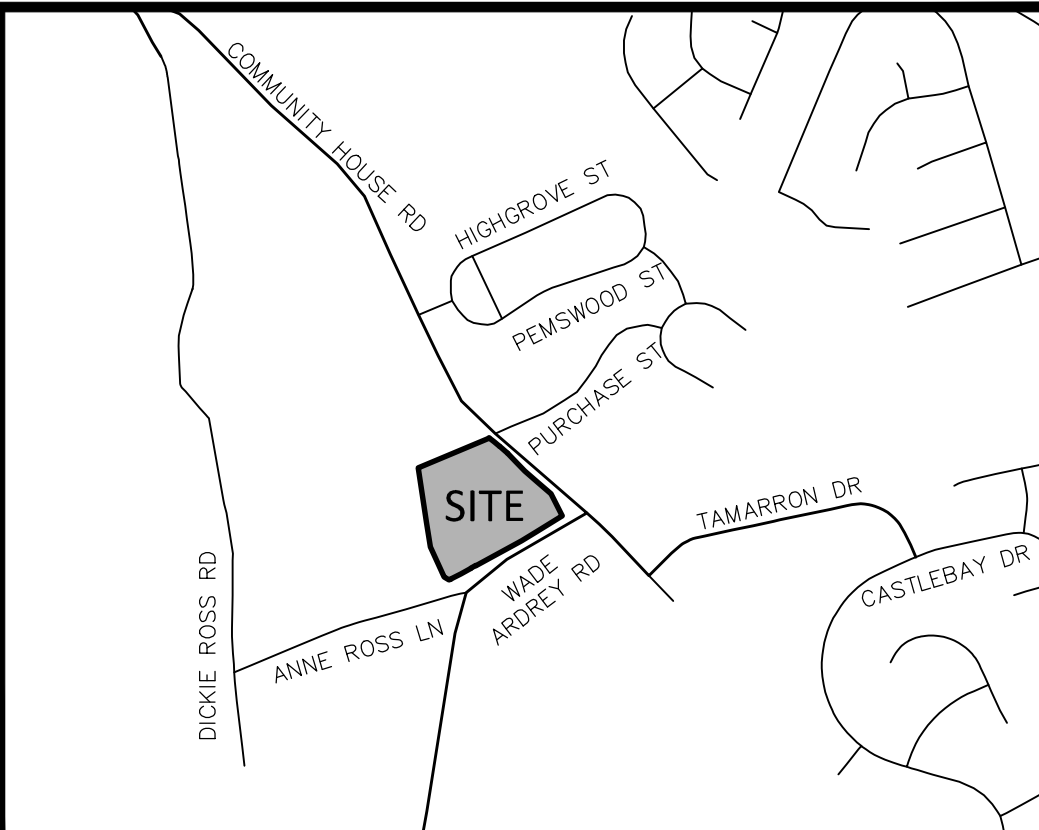 COMMUNITY HOUSE RD
HIGHGROVE ST
PEMSWOOD ST
PURCHASE ST
SITE
TAMARRON DR
WADE
ARDREY RD
CASTLEBAY DR
ANNE ROSS LN
DICKIE ROSS RD